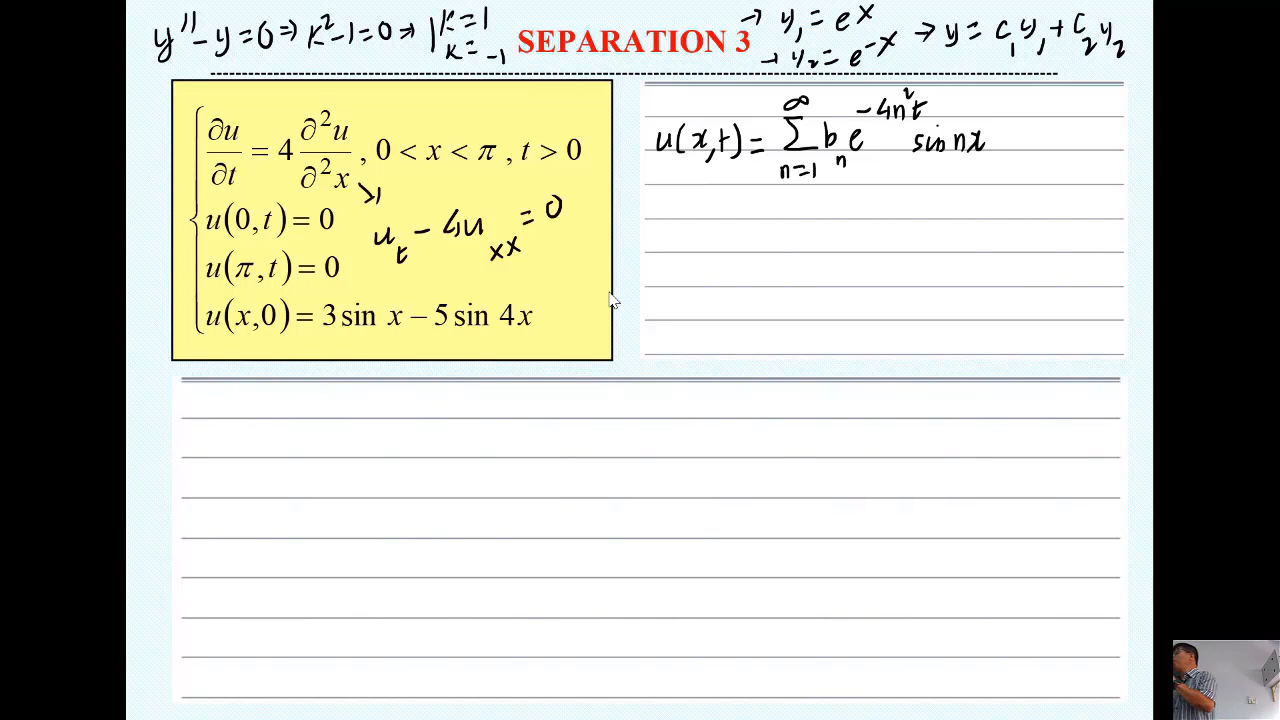 y'' - y = 0 ⇒ k² - 1 = 0 ⇒ | k = 1
k = -1
SEPARATION 3
→ y₁ = eˣ
→ y₂ = e⁻ˣ
→ y = C₁y₁ + C₂y₂
∂u/∂t = 4 ∂²u/∂²x , 0 < x < π , t > 0
u(0,t) = 0
u_t - 4u_xx = 0
u(π,t) = 0
u(x,0) = 3 sin x − 5 sin 4x
u(x,t) = ∑_{n=1}^{∞} b_n e^{-4n²t} sin nx